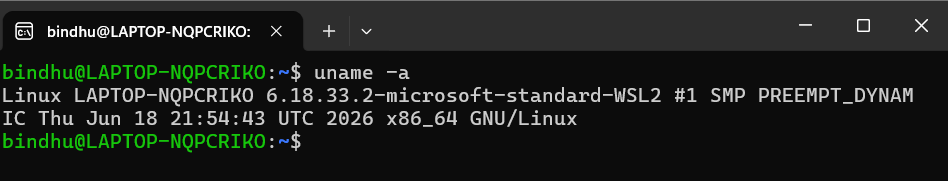 bindhu@LAPTOP-NQPCRIKO:
bindhu@LAPTOP-NQPCRIKO:~$ uname -a
Linux LAPTOP-NQPCRIKO 6.18.33.2-microsoft-standard-WSL2 #1 SMP PREEMPT_DYNAM
IC Thu Jun 18 21:54:43 UTC 2026 x86_64 GNU/Linux
bindhu@LAPTOP-NQPCRIKO:~$